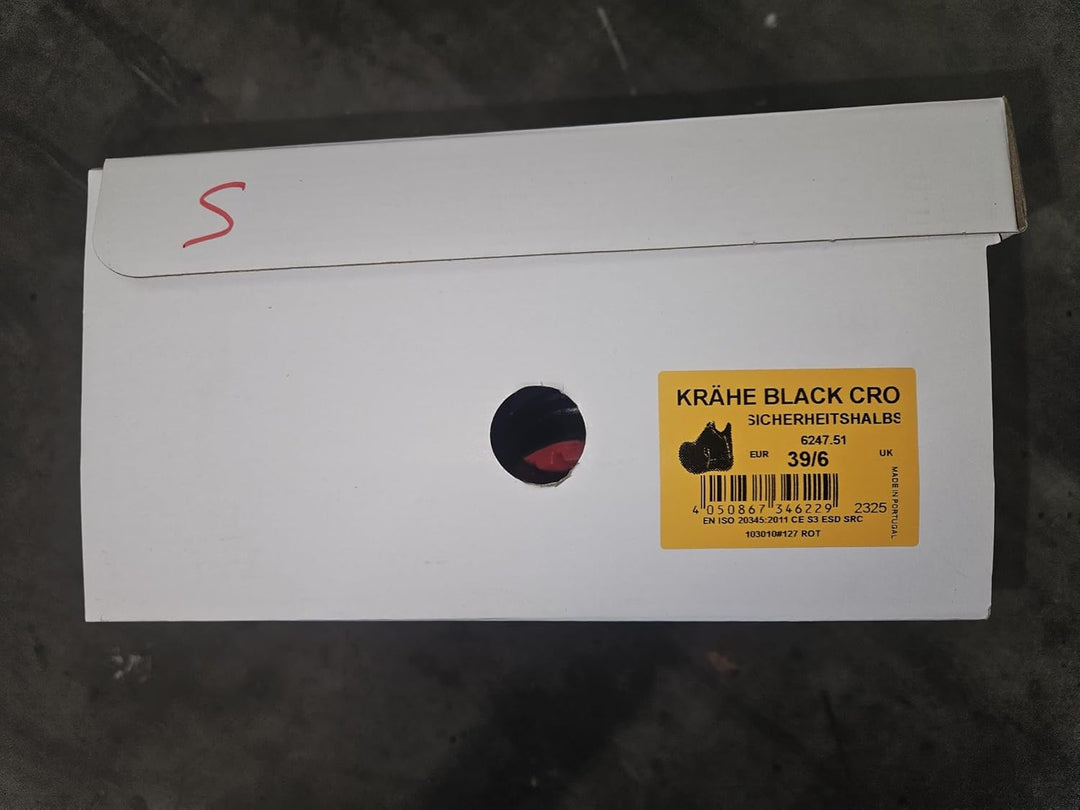 S
KRÄHE BLACK CRO
SICHERHEITSHALBS
6247.51
EUR 39/6 UK
MADE IN PORTUGAL
4 050867 346229 2325
EN ISO 20345:2011 CE S3 ESD SRC
103010#127 ROT